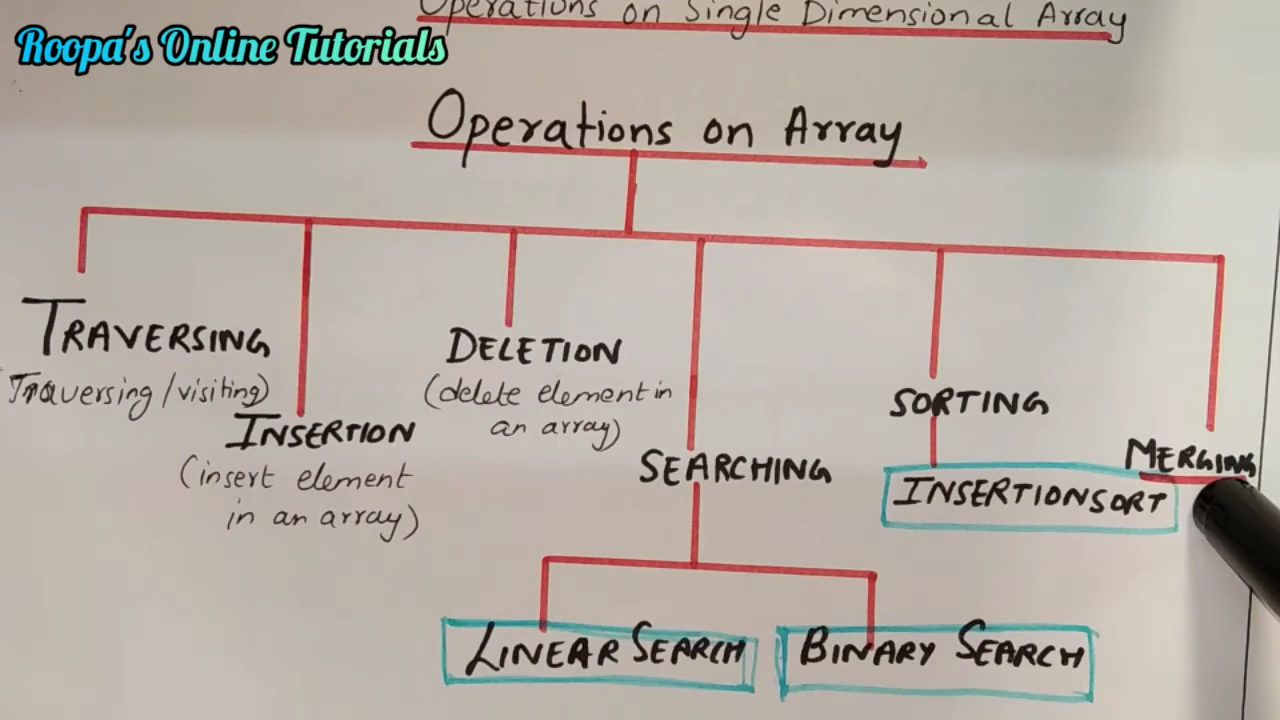 Operations on Single Dimensional Array
Roopa's Online Tutorials
Operations on Array
TRAVERSING
(Traversing/visiting)
INSERTION
(insert element
in an array)
DELETION
(delete element in
an array)
SEARCHING
LINEAR SEARCH
BINARY SEARCH
SORTING
INSERTIONSORT
MERGING